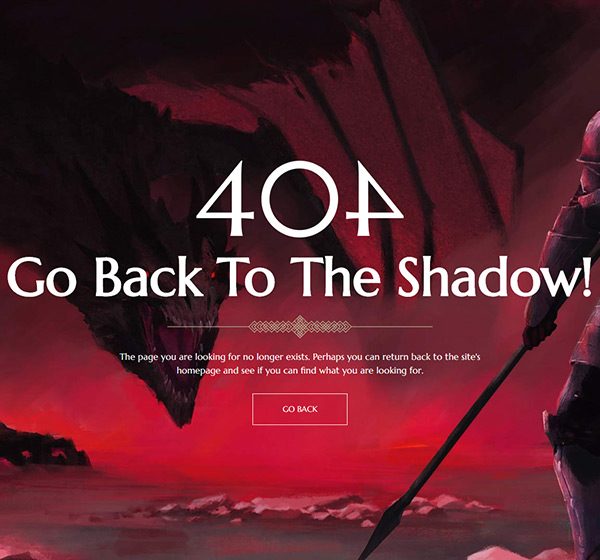 404
Go Back To The Shadow!
The page you are looking for no longer exists. Perhaps you can return back to the site's
homepage and see if you can find what you are looking for.
GO BACK